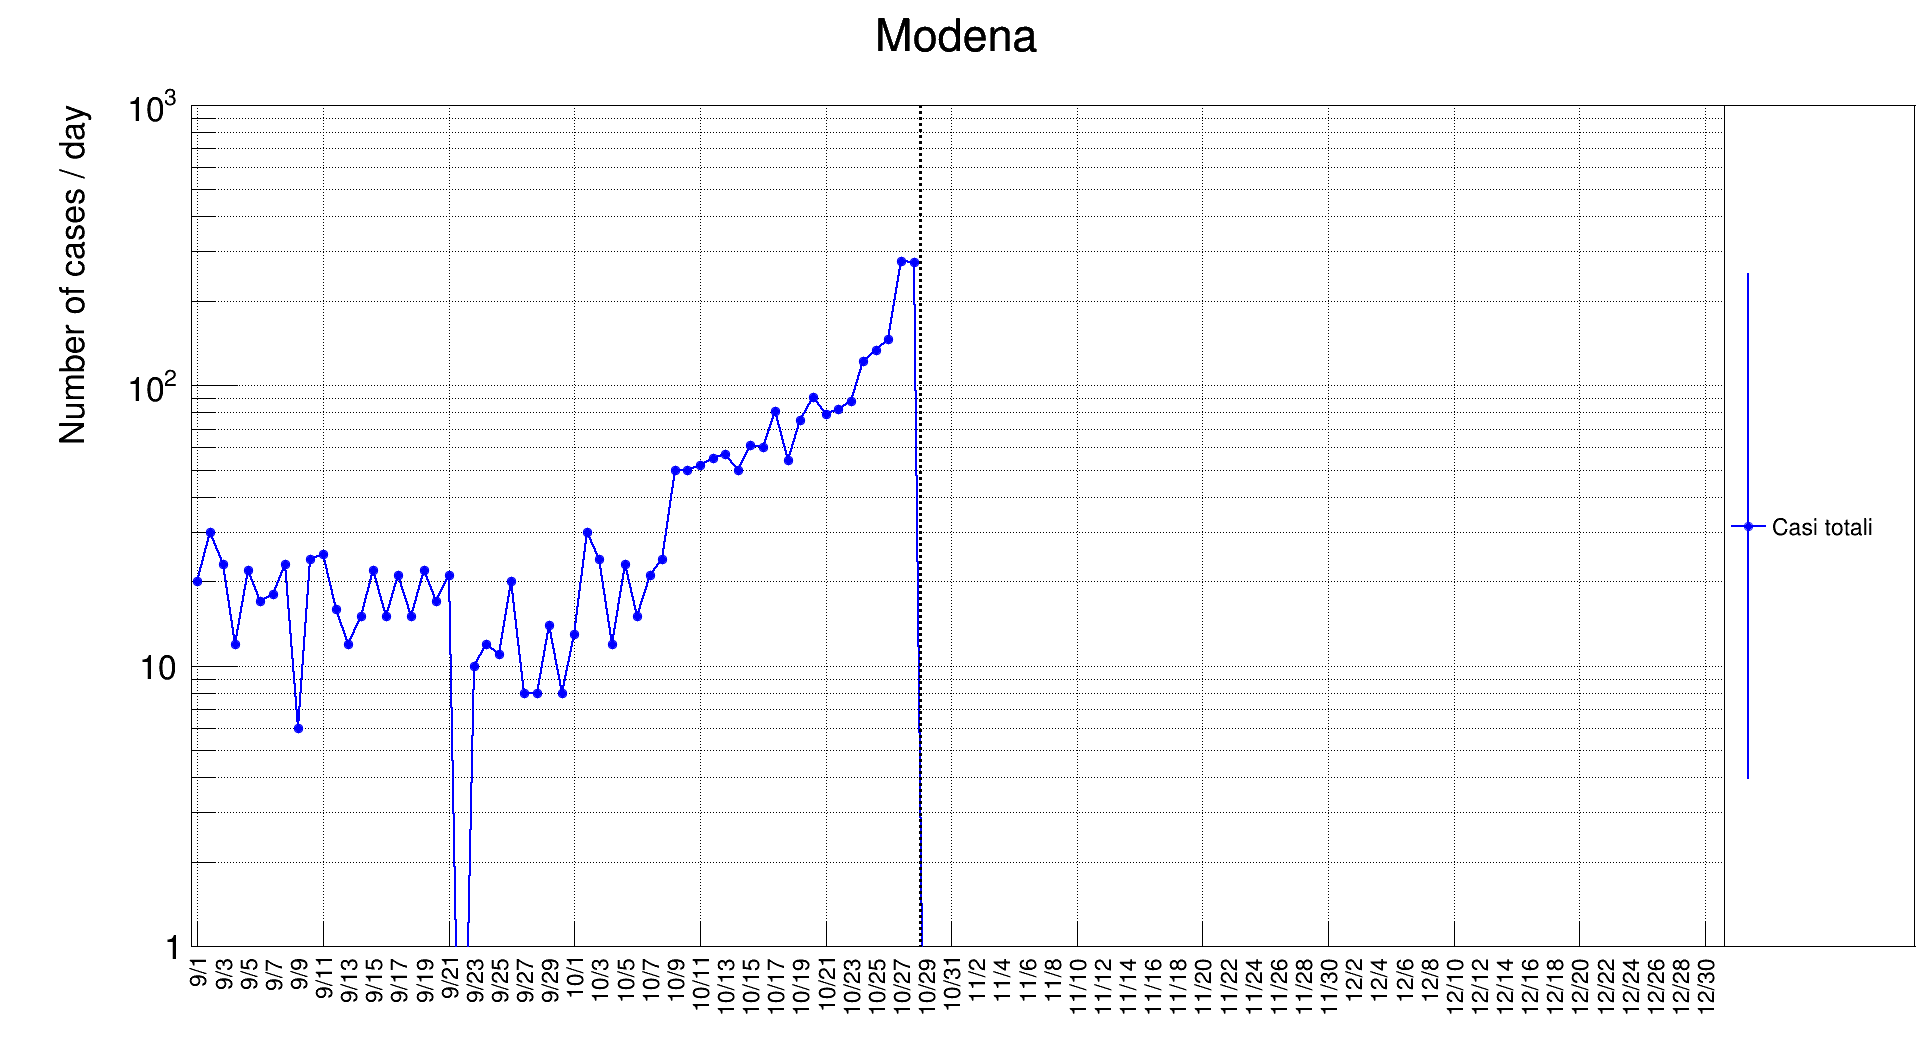 Modena
Number of cases / day
10³
10²
10
1
9/1 9/3 9/5 9/7 9/9 9/11 9/13 9/15 9/17 9/19 9/21 9/23 9/25 9/27 9/29 10/1 10/3 10/5 10/7 10/9 10/11 10/13 10/15 10/17 10/19 10/21 10/23 10/25 10/27 10/29 10/31 11/2 11/4 11/6 11/8 11/10 11/12 11/14 11/16 11/18 11/20 11/22 11/24 11/26 11/28 11/30 12/2 12/4 12/6 12/8 12/10 12/12 12/14 12/16 12/18 12/20 12/22 12/24 12/26 12/28 12/30
Casi totali